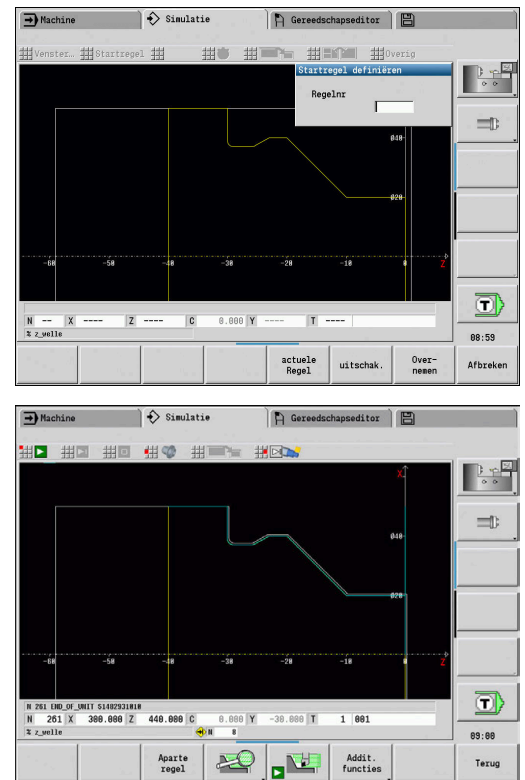 Machine Simulatie Gereedschapseditor
Venster... Startregel Overig
Startregel definiëren
Regelnr
Ø40
Ø20
-60 -50 -40 -30 -20 -10 0 Z
N -- X ---- Z ---- C 0.000 Y ---- T ----
% z_welle
08:59
actuele Regel uitschak. Over- nemen Afbreken
Machine Simulatie Gereedschapseditor
X
Ø40
Ø20
-60 -50 -40 -30 -20 -10 0 Z
N 261 END_OF_UNIT S1482931010
N 261 X 300.000 Z 440.000 C 0.000 Y -30.000 T 1 001
% z_welle N 8
09:00
Aparte regel Addit. functies Terug